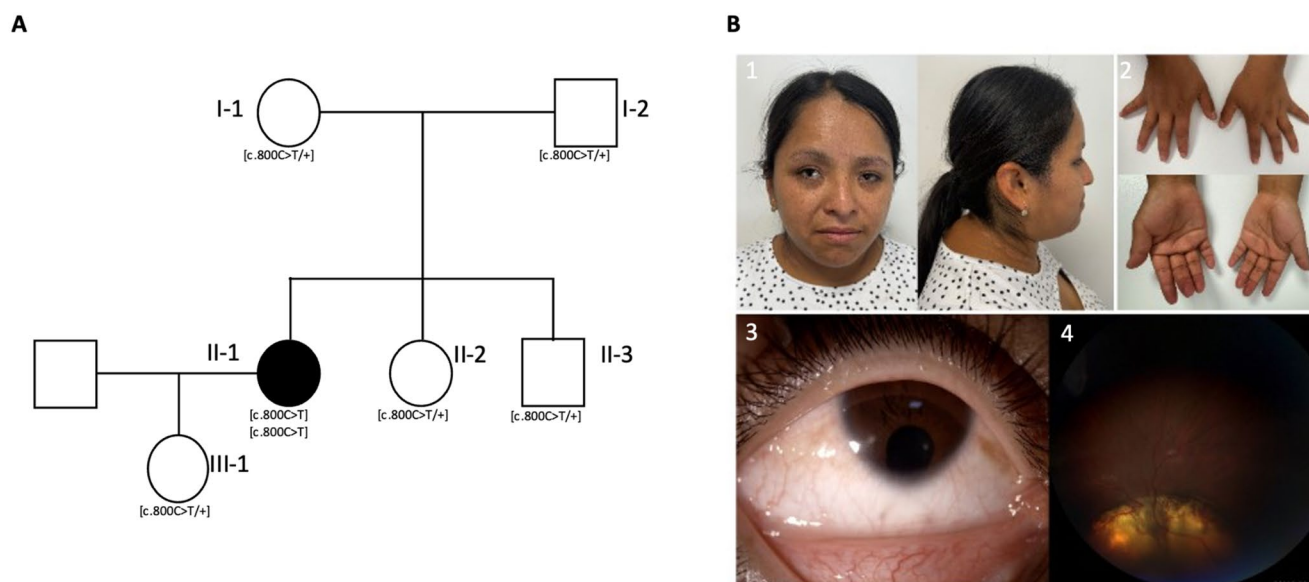 A
B
I-1
I-2
[c.800C>T/+]
[c.800C>T/+]
II-1
II-2
II-3
[c.800C>T]
[c.800C>T]
[c.800C>T/+]
[c.800C>T/+]
III-1
[c.800C>T/+]
1
2
3
4